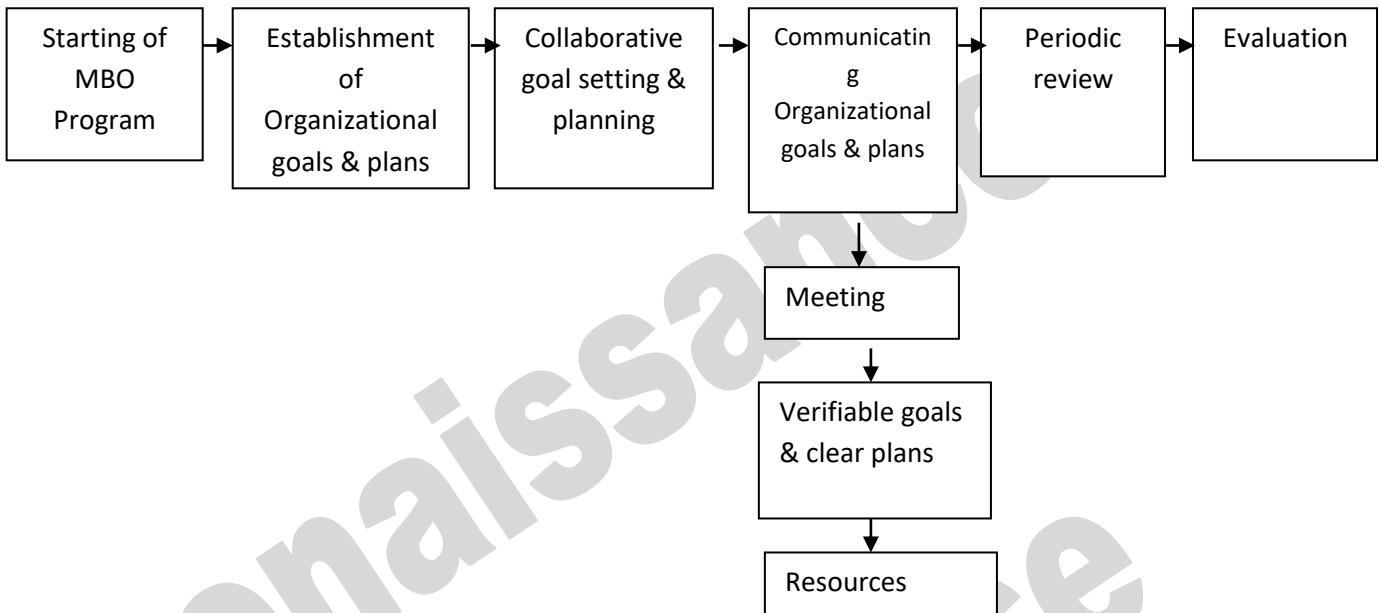 Starting of
MBO
Program
Establishment
of
Organizational
goals & plans
Collaborative
goal setting &
planning
Communicatin
g
Organizational
goals & plans
Periodic
review
Evaluation
Meeting
Verifiable goals
& clear plans
Resources